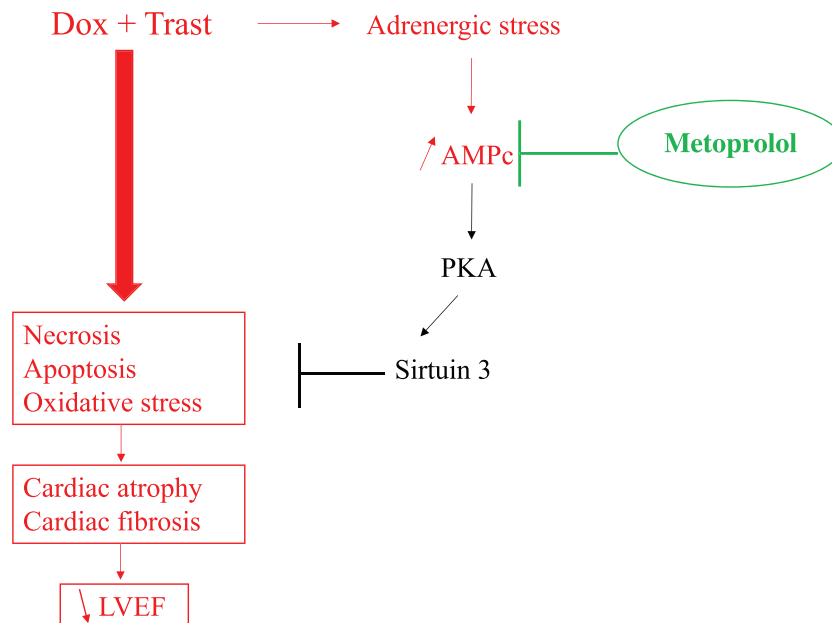 Dox + Trast
Adrenergic stress
AMPc
Metoprolol
PKA
Sirtuin 3
Necrosis
Apoptosis
Oxidative stress
Cardiac atrophy
Cardiac fibrosis
LVEF